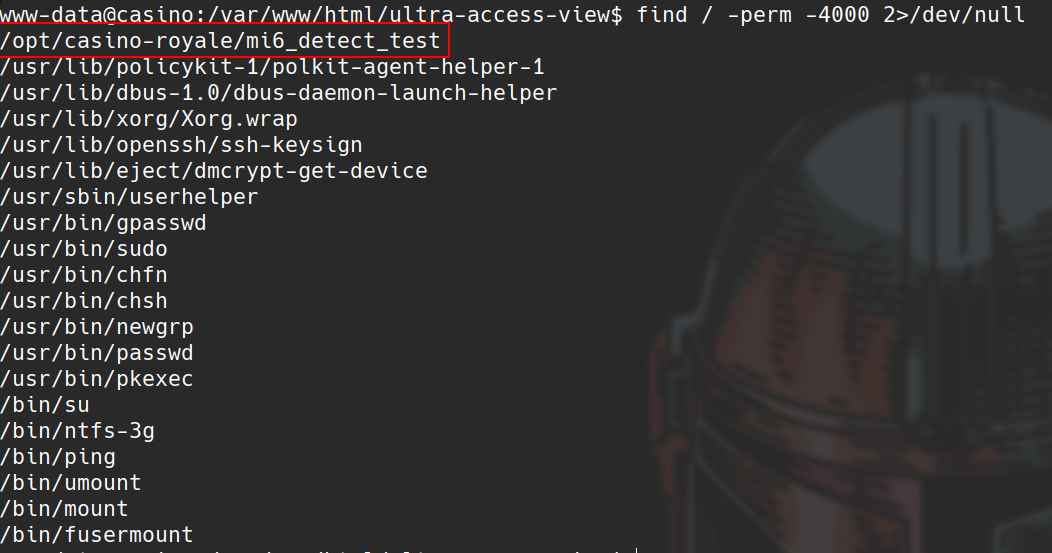 www-data@casino:/var/www/html/ultra-access-view$ find / -perm -4000 2>/dev/null
/opt/casino-royale/mi6_detect_test
/usr/lib/policykit-1/polkit-agent-helper-1
/usr/lib/dbus-1.0/dbus-daemon-launch-helper
/usr/lib/xorg/Xorg.wrap
/usr/lib/openssh/ssh-keysign
/usr/lib/eject/dmcrypt-get-device
/usr/sbin/userhelper
/usr/bin/gpasswd
/usr/bin/sudo
/usr/bin/chfn
/usr/bin/chsh
/usr/bin/newgrp
/usr/bin/passwd
/usr/bin/pkexec
/bin/su
/bin/ntfs-3g
/bin/ping
/bin/umount
/bin/mount
/bin/fusermount